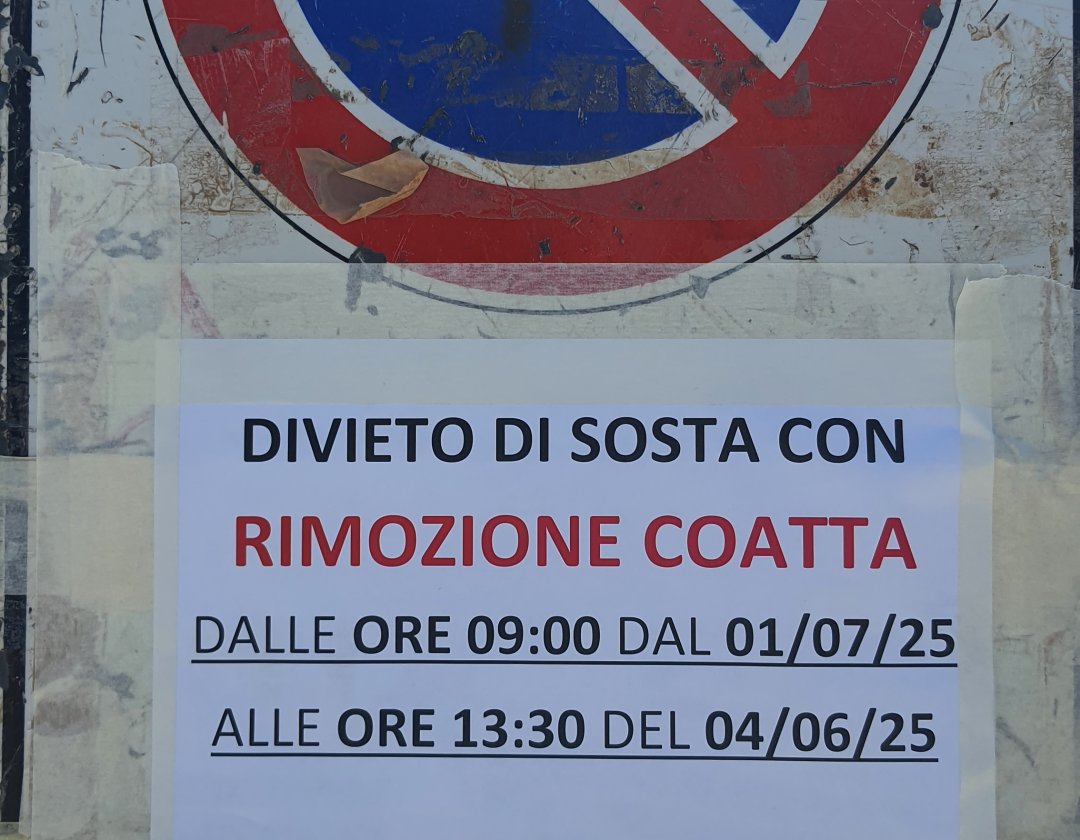 DIVIETO DI SOSTA CON
RIMOZIONE COATTA
DALLE ORE 09:00 DAL 01/07/25
ALLE ORE 13:30 DEL 04/06/25